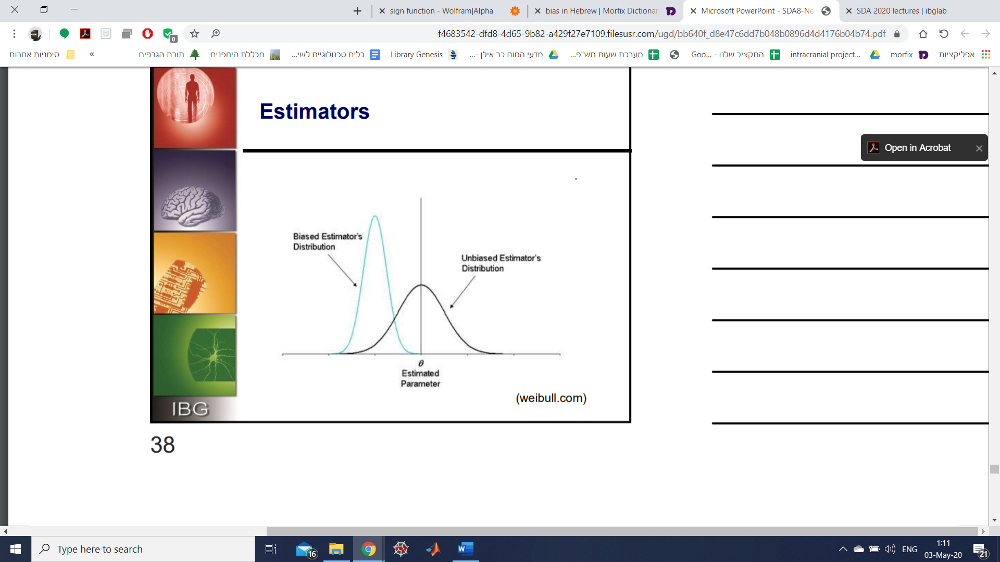 sign function - Wolfram|Alpha
bias in Hebrew | Morfix Dictionar
Microsoft PowerPoint - SDA8-Ne
SDA 2020 lectures | ibglab
f4683542-dfd8-4d65-9b82-a429f27e7109.filesusr.com/ugd/bb640f_d8e47c6dd7b048b0896d4d4176b04b74.pdf
0
אפליקציות
morfix
intracranial project...
התקציב שלנו - Goo...
מערכת שעות תש"פ...
מדעי המוח בר אילן -...
Library Genesis
כלים טכנולוגיים לשי...
מכללת היחפנים
תורת הגרפים
«
סימניות אחרות
Estimators
Open in Acrobat
-
Biased Estimator's
Distribution
Unbiased Estimator's
Distribution
θ
Estimated
Parameter
(weibull.com)
IBG
38
Type here to search
16
ENG
1:11
03-May-20
21